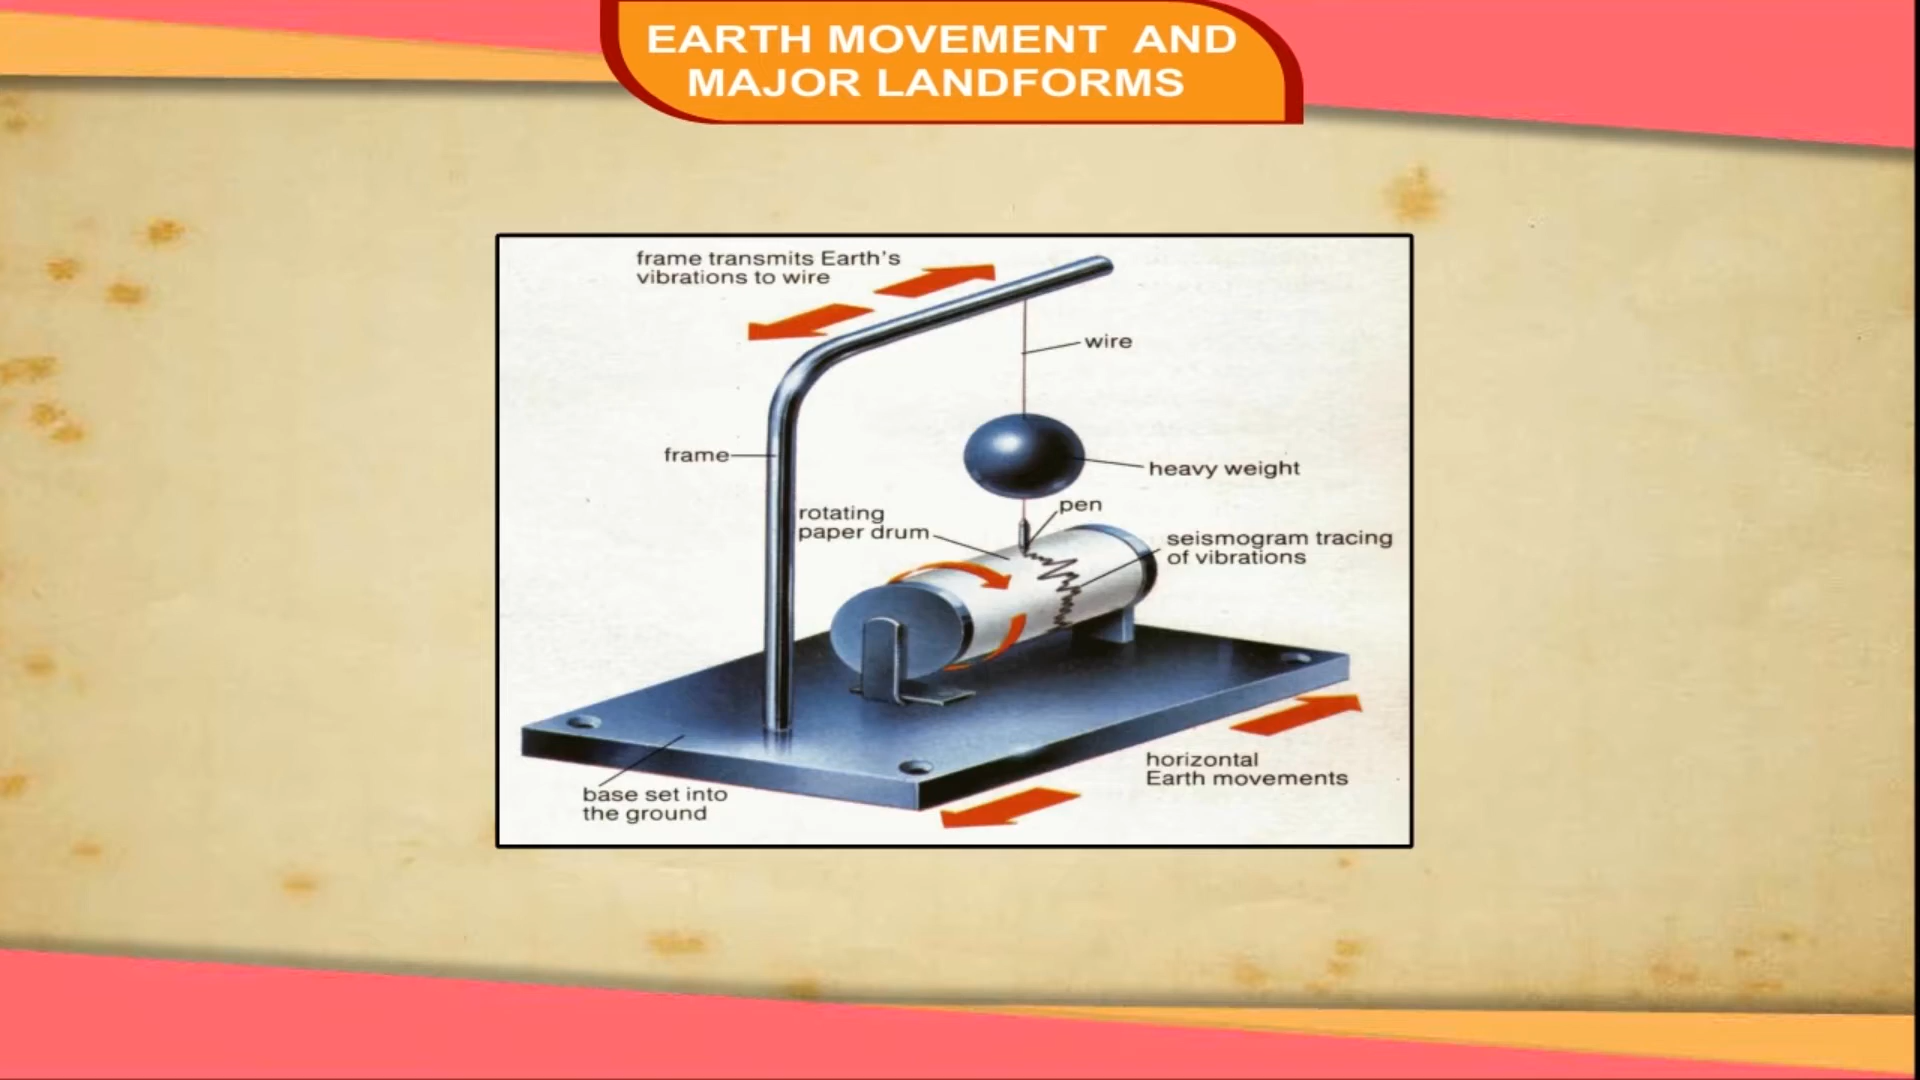 EARTH MOVEMENT AND
MAJOR LANDFORMS
frame transmits Earth's
vibrations to wire
wire
frame
heavy weight
pen
rotating
paper drum
seismogram tracing
of vibrations
horizontal
Earth movements
base set into
the ground